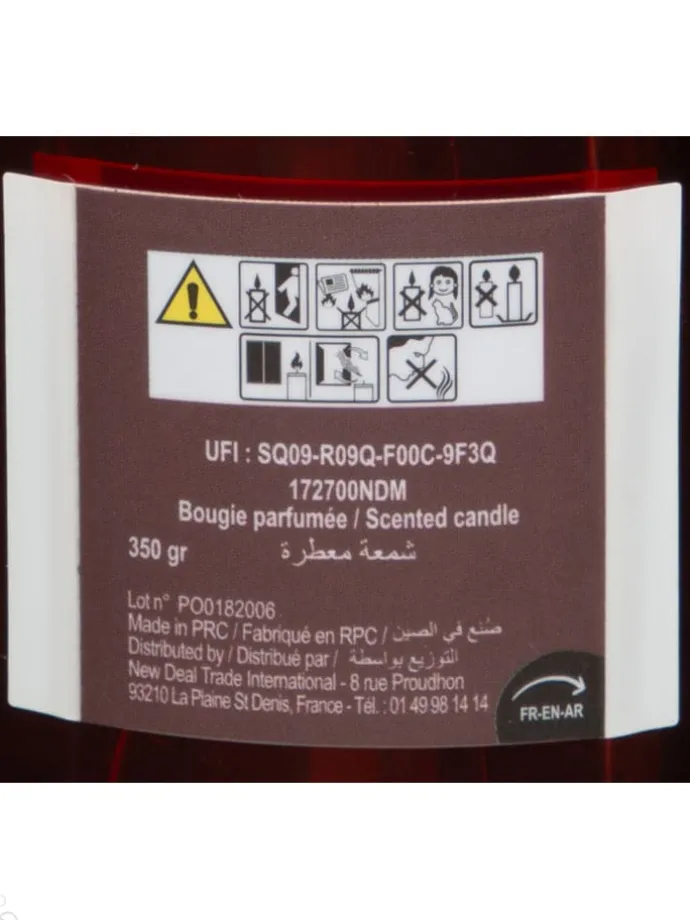 UFI : SQ09-R09Q-F00C-9F3Q
172700NDM
Bougie parfumée / Scented candle
350 gr شمعة معطرة
Lot n° PO0182006
Made in PRC / Fabriqué en RPC / صُنع في الصين
Distributed by / Distribué par / التوزيع بواسطة
New Deal Trade International - 8 rue Proudhon
93210 La Plaine St Denis, France - Tél. : 01 49 98 14 14
FR-EN-AR